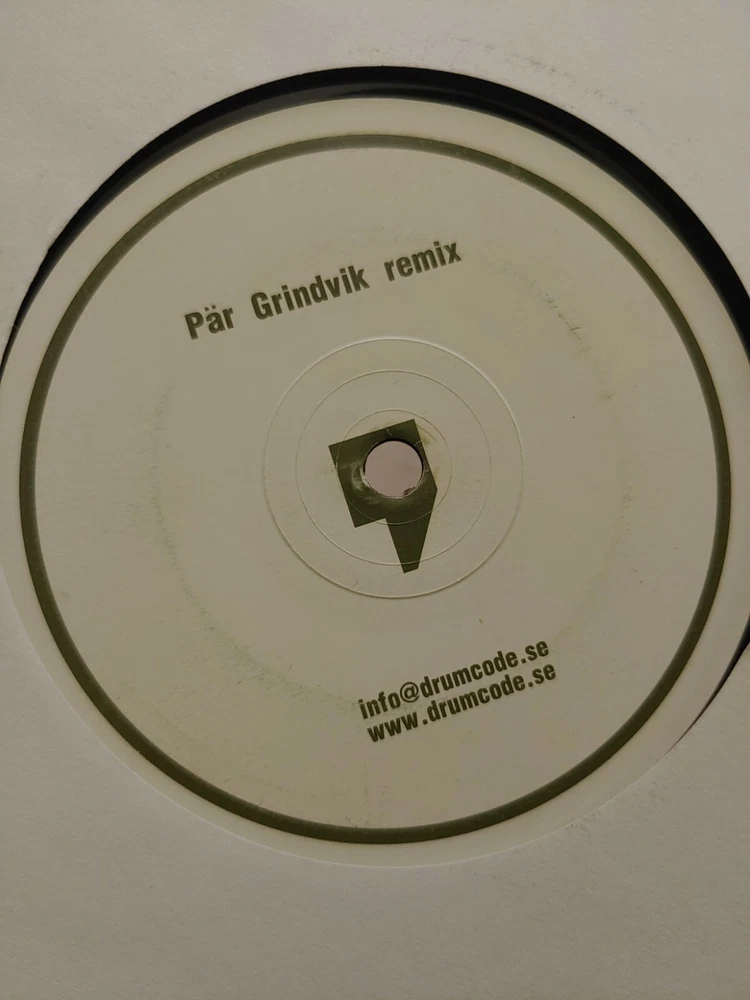 Pär Grindvik remix
info@drumcode.se
www.drumcode.se